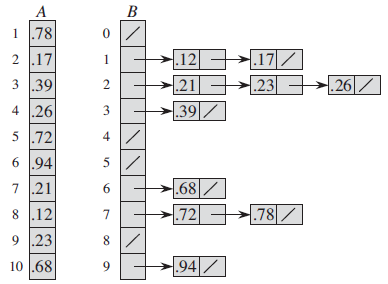 A B
1 .78 0 /
2 .17 1 .12 .17 /
3 .39 2 .21 .23 .26 /
4 .26 3 .39 /
5 .72 4 /
6 .94 5 /
7 .21 6 .68 /
8 .12 7 .72 .78 /
9 .23 8 /
10 .68 9 .94 /